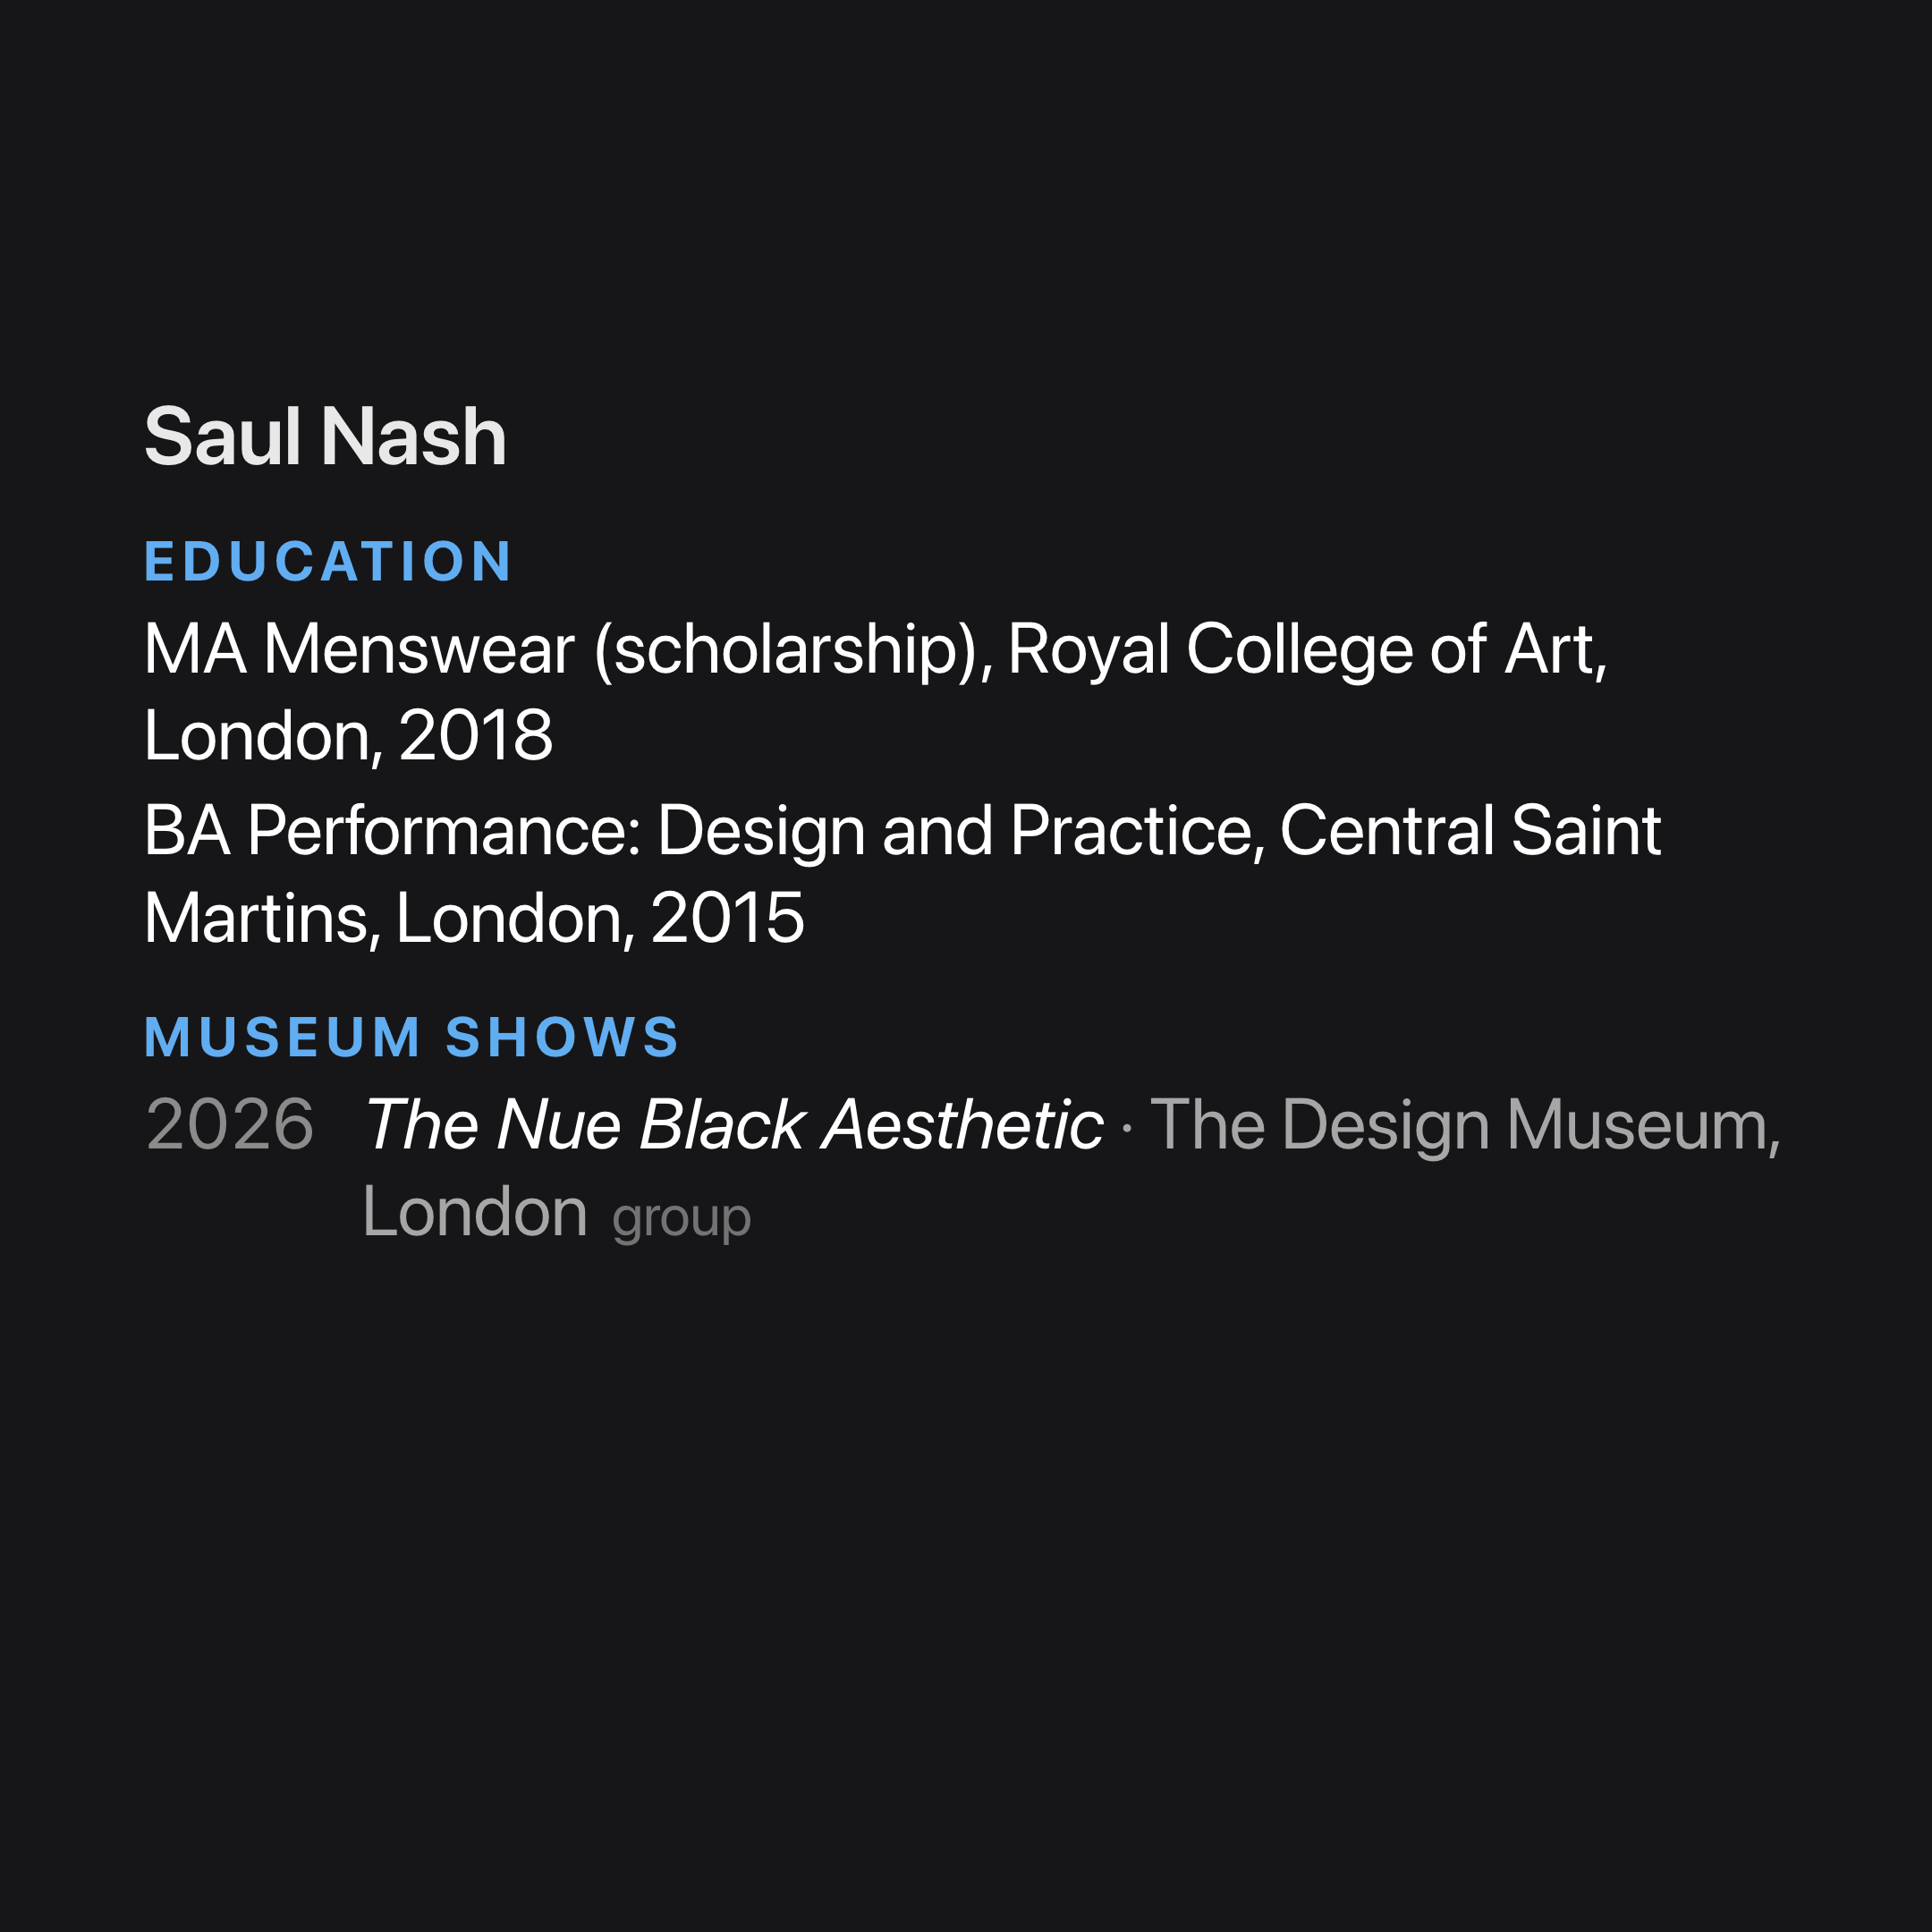 Saul Nash
EDUCATION
MA Menswear (scholarship), Royal College of Art,
London, 2018
BA Performance: Design and Practice, Central Saint
Martins, London, 2015
MUSEUM SHOWS
2026 The Nue Black Aesthetic · The Design Museum,
London group